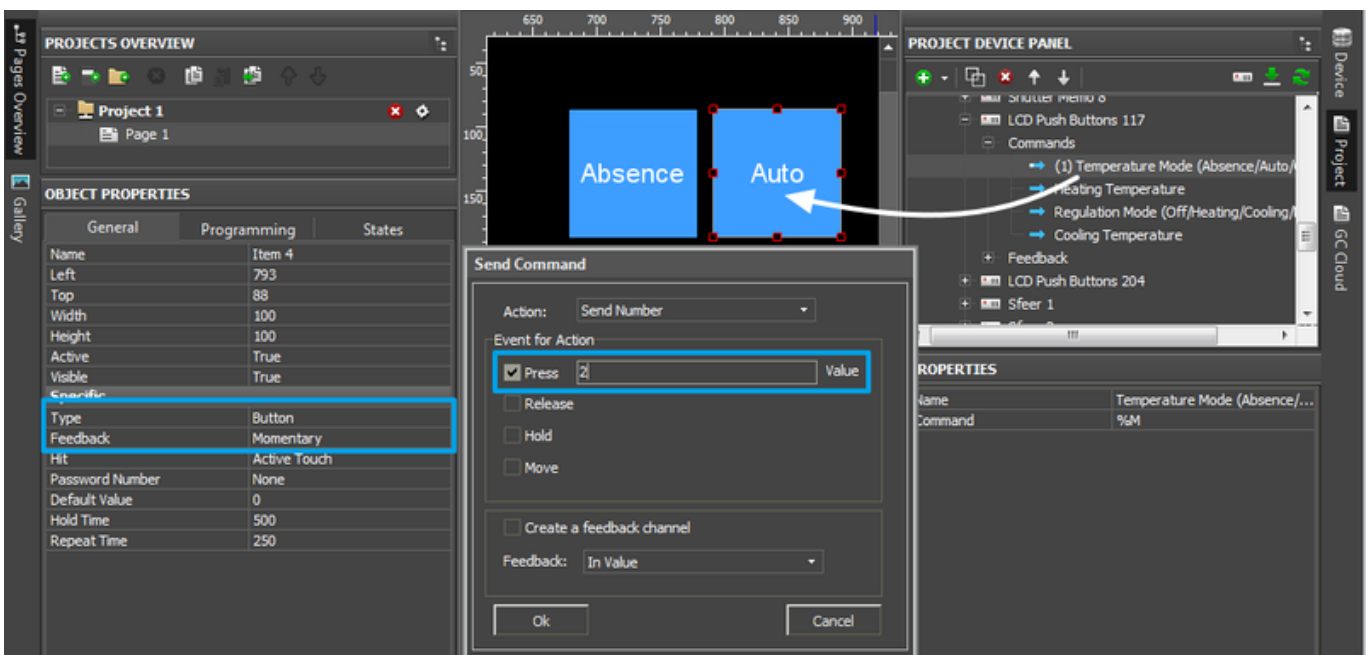 Pages Overview
Gallery
PROJECTS OVERVIEW
Project 1
Page 1
OBJECT PROPERTIES
General Programming States
Name Item 4
Left 793
Top 88
Width 100
Height 100
Active True
Visible True
Specific
Type Button
Feedback Momentary
Hit Active Touch
Password Number None
Default Value 0
Hold Time 500
Repeat Time 250
650 700 750 800 850 900
50
100
150
Absence Auto
Send Command
Action: Send Number
Event for Action
Press 2 Value
Release
Hold
Move
Create a feedback channel
Feedback: In Value
Ok Cancel
PROJECT DEVICE PANEL
Shutter Memo 8
LCD Push Buttons 117
Commands
(1) Temperature Mode (Absence/Auto/
Heating Temperature
Regulation Mode (Off/Heating/Cooling/
Cooling Temperature
Feedback
LCD Push Buttons 204
Sfeer 1
ROPERTIES
Name Temperature Mode (Absence/...
Command %M
Device
Project
GC Cloud